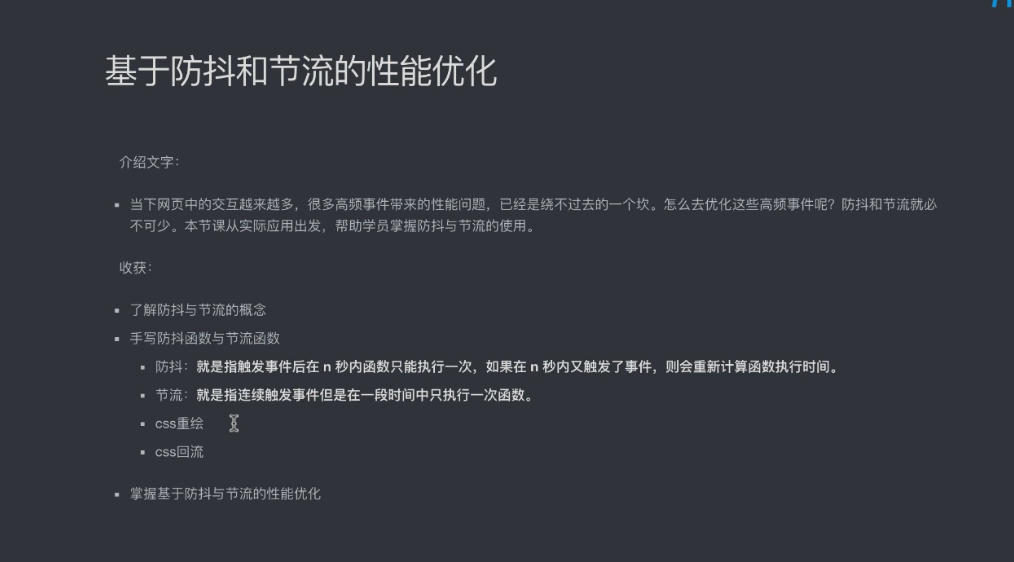 基于防抖和节流的性能优化
介绍文字：
当下网页中的交互越来越多，很多高频事件带来的性能问题，已经是绕不过去的一个坎。怎么去优化这些高频事件呢？防抖和节流就必
不可少。本节课从实际应用出发，帮助学员掌握防抖与节流的使用。
收获：
了解防抖与节流的概念
手写防抖函数与节流函数
防抖：就是指触发事件后在 n 秒内函数只能执行一次，如果在 n 秒内又触发了事件，则会重新计算函数执行时间。
节流：就是指连续触发事件但是在一段时间中只执行一次函数。
css重绘
css回流
掌握基于防抖与节流的性能优化